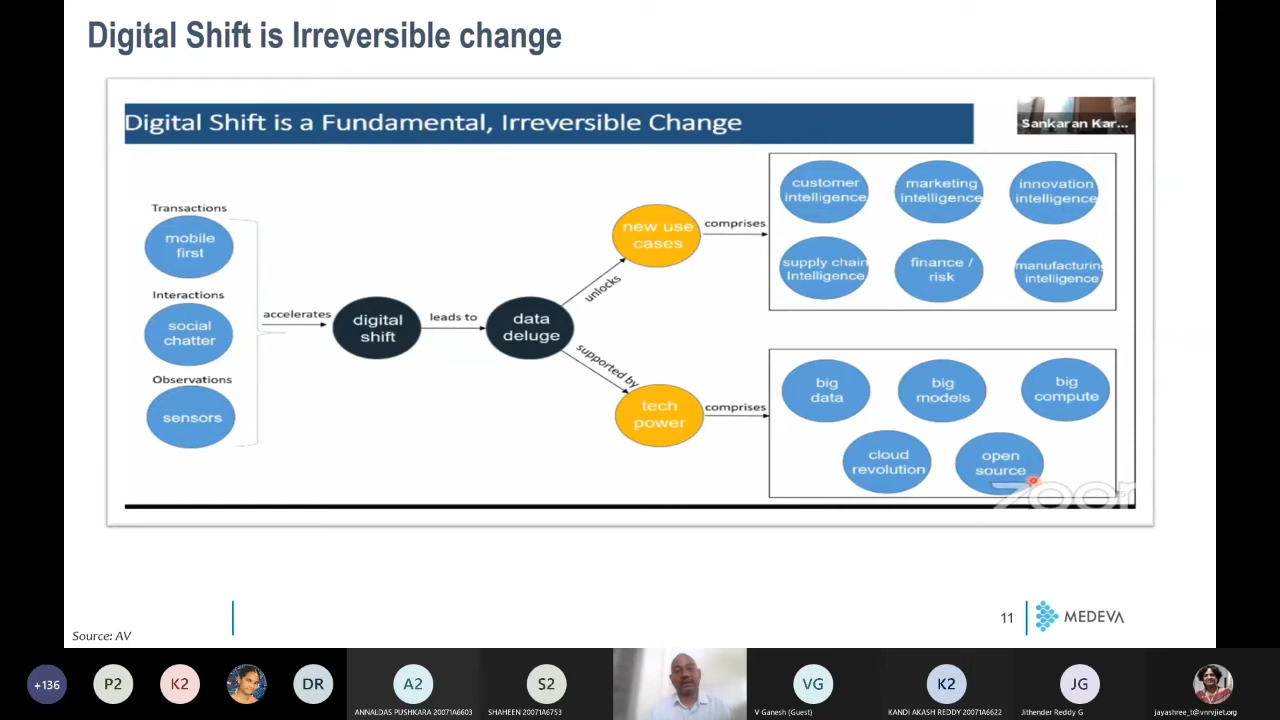 Digital Shift is Irreversible change
Digital Shift is a Fundamental, Irreversible Change
Sankaran Kar...
Transactions
mobile
first
Interactions
social
chatter
Observations
sensors
accelerates
digital
shift
leads to
data
deluge
unlocks
supported by
new use
cases
tech
power
comprises
customer
intelligence
marketing
intelligence
innovation
intelligence
supply chain
Intelligence
finance /
risk
manufacturing
intelligence
comprises
big
data
big
models
big
compute
cloud
revolution
open
source
zoom
11
MEDEVA
Source: AV
+136
P2
K2
DR
A2
ANNALDAS PUSHKARA 20071A6603
S2
SHAHEEN 20071A6753
VG
V Ganesh (Guest)
K2
KANDI AKASH REDDY 20071A6622
JG
Jithender Reddy G
jayashree_t@vnrvjiet.org